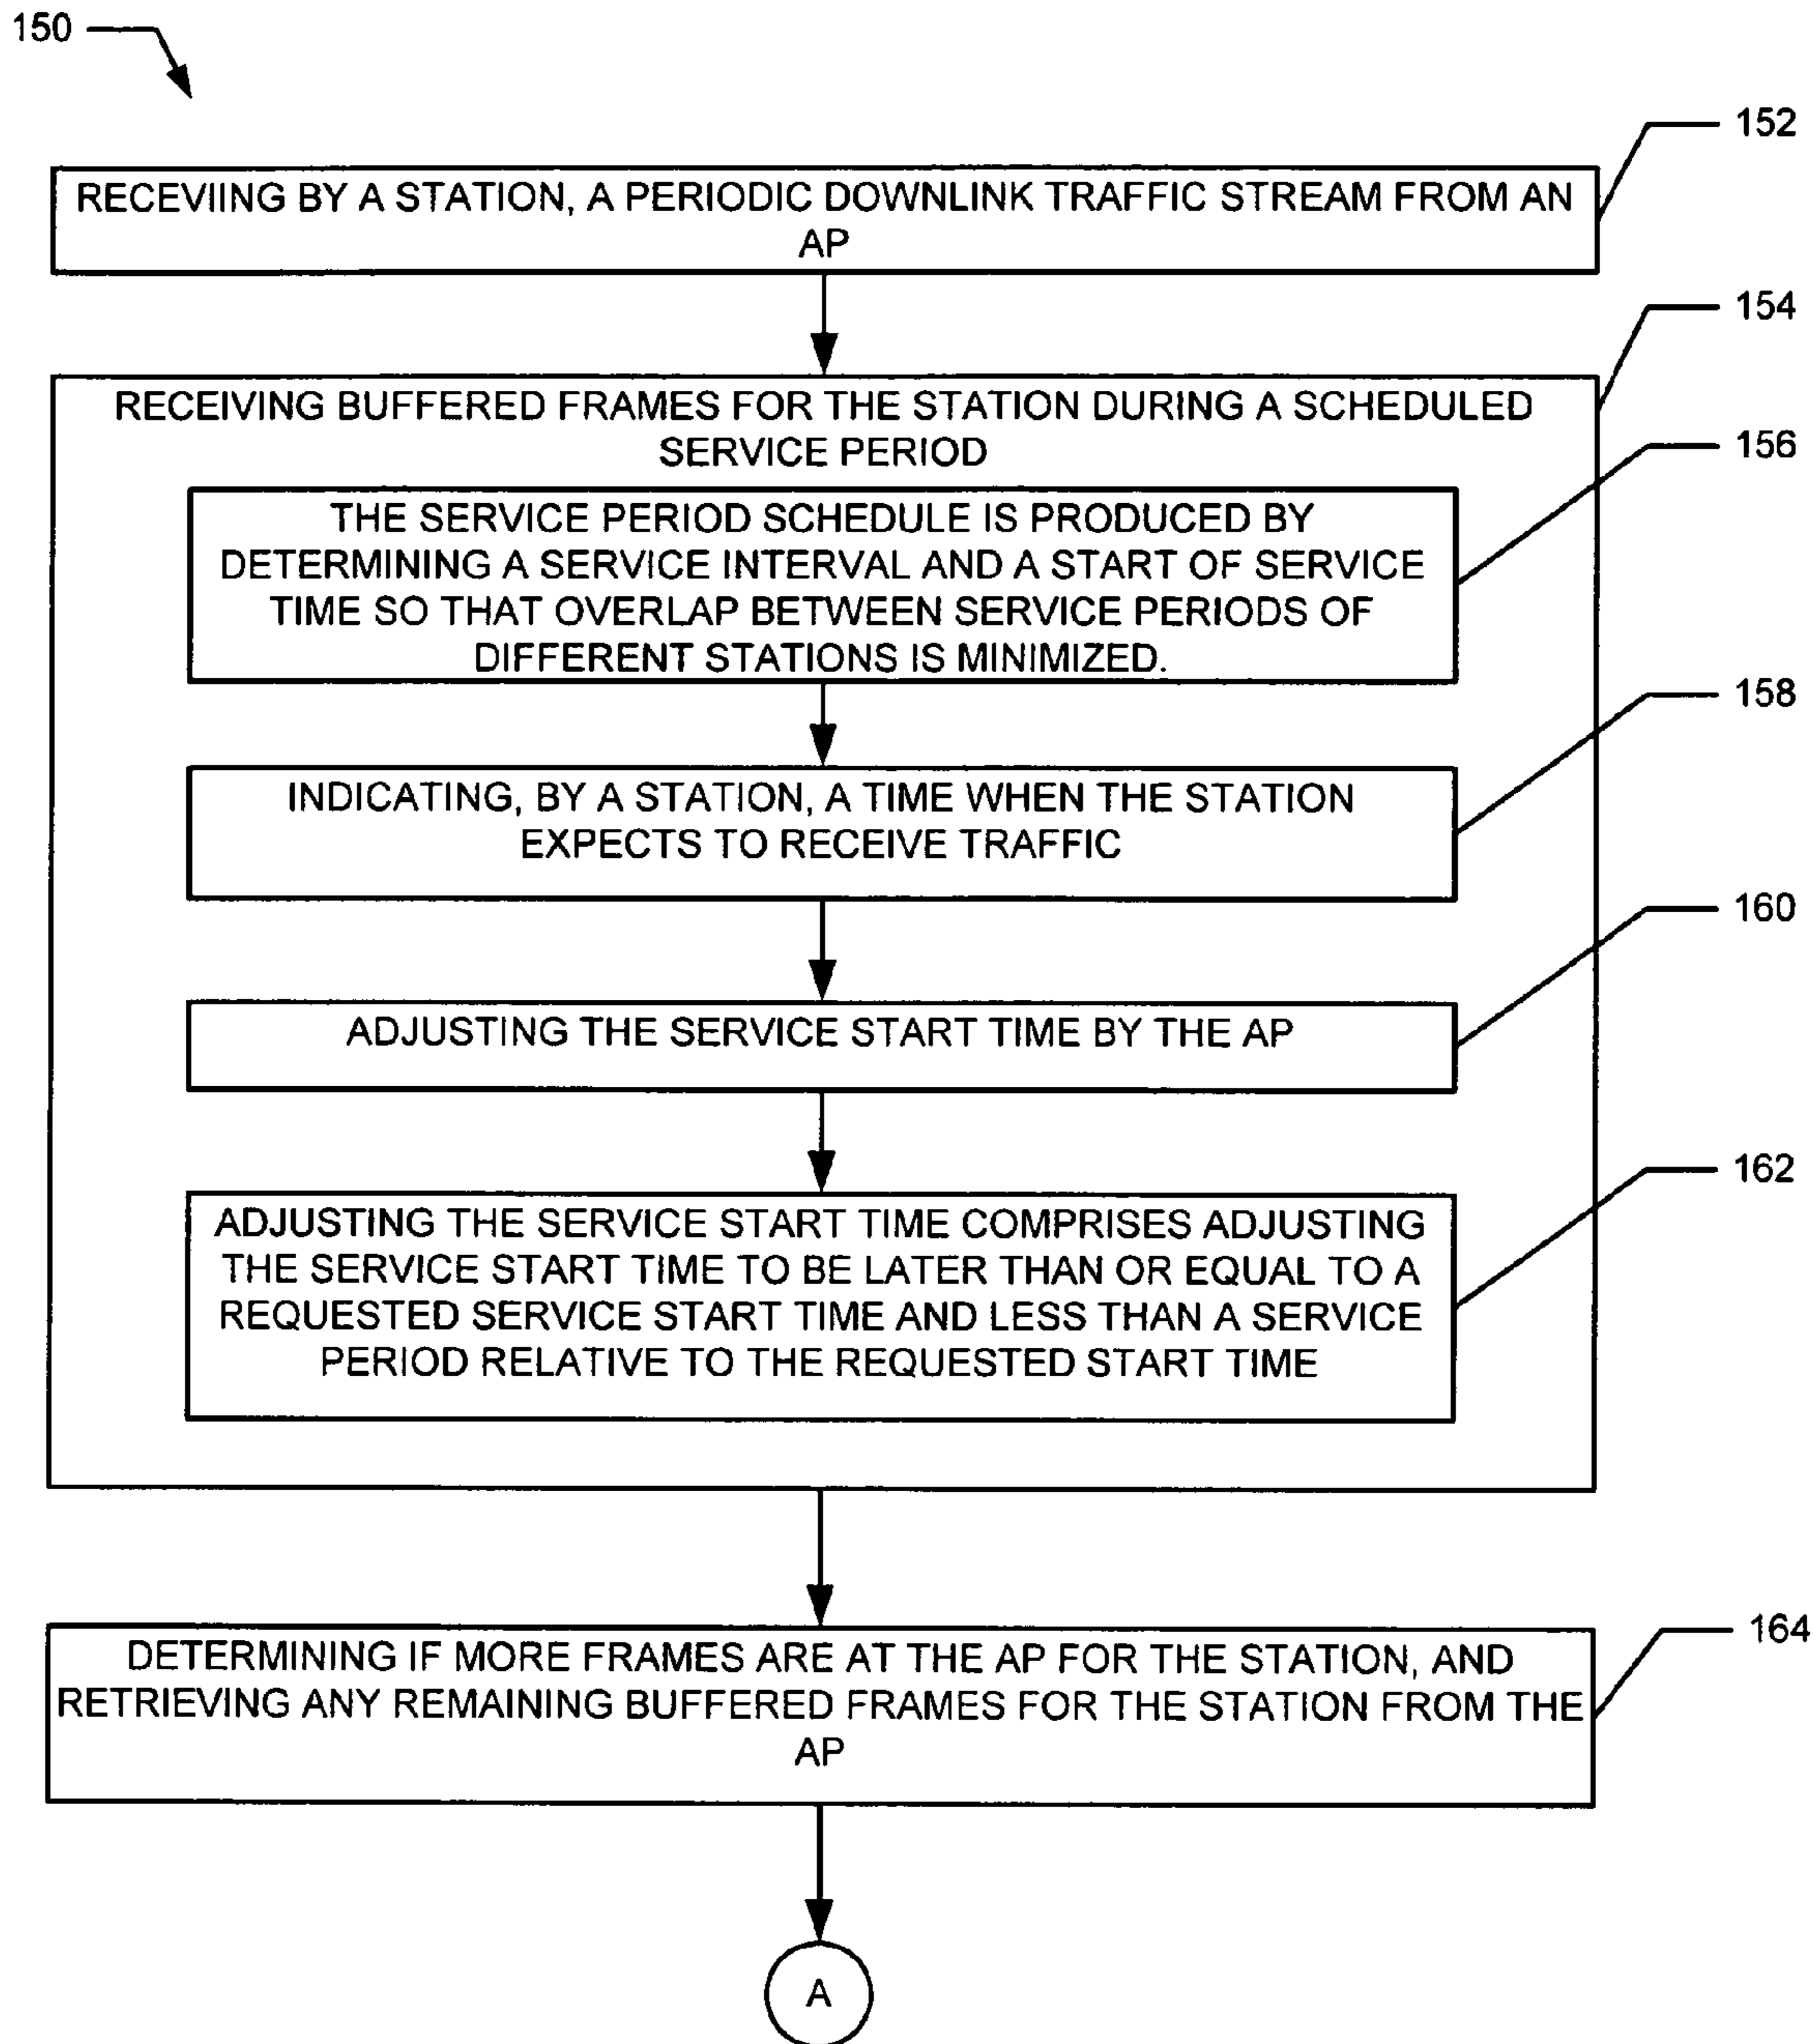 150
152
RECEVIING BY A STATION, A PERIODIC DOWNLINK TRAFFIC STREAM FROM AN
AP
154
RECEIVING BUFFERED FRAMES FOR THE STATION DURING A SCHEDULED
SERVICE PERIOD
156
THE SERVICE PERIOD SCHEDULE IS PRODUCED BY
DETERMINING A SERVICE INTERVAL AND A START OF SERVICE
TIME SO THAT OVERLAP BETWEEN SERVICE PERIODS OF
DIFFERENT STATIONS IS MINIMIZED.
158
INDICATING, BY A STATION, A TIME WHEN THE STATION
EXPECTS TO RECEIVE TRAFFIC
160
ADJUSTING THE SERVICE START TIME BY THE AP
162
ADJUSTING THE SERVICE START TIME COMPRISES ADJUSTING
THE SERVICE START TIME TO BE LATER THAN OR EQUAL TO A
REQUESTED SERVICE START TIME AND LESS THAN A SERVICE
PERIOD RELATIVE TO THE REQUESTED START TIME
164
DETERMINING IF MORE FRAMES ARE AT THE AP FOR THE STATION, AND
RETRIEVING ANY REMAINING BUFFERED FRAMES FOR THE STATION FROM THE
AP
A